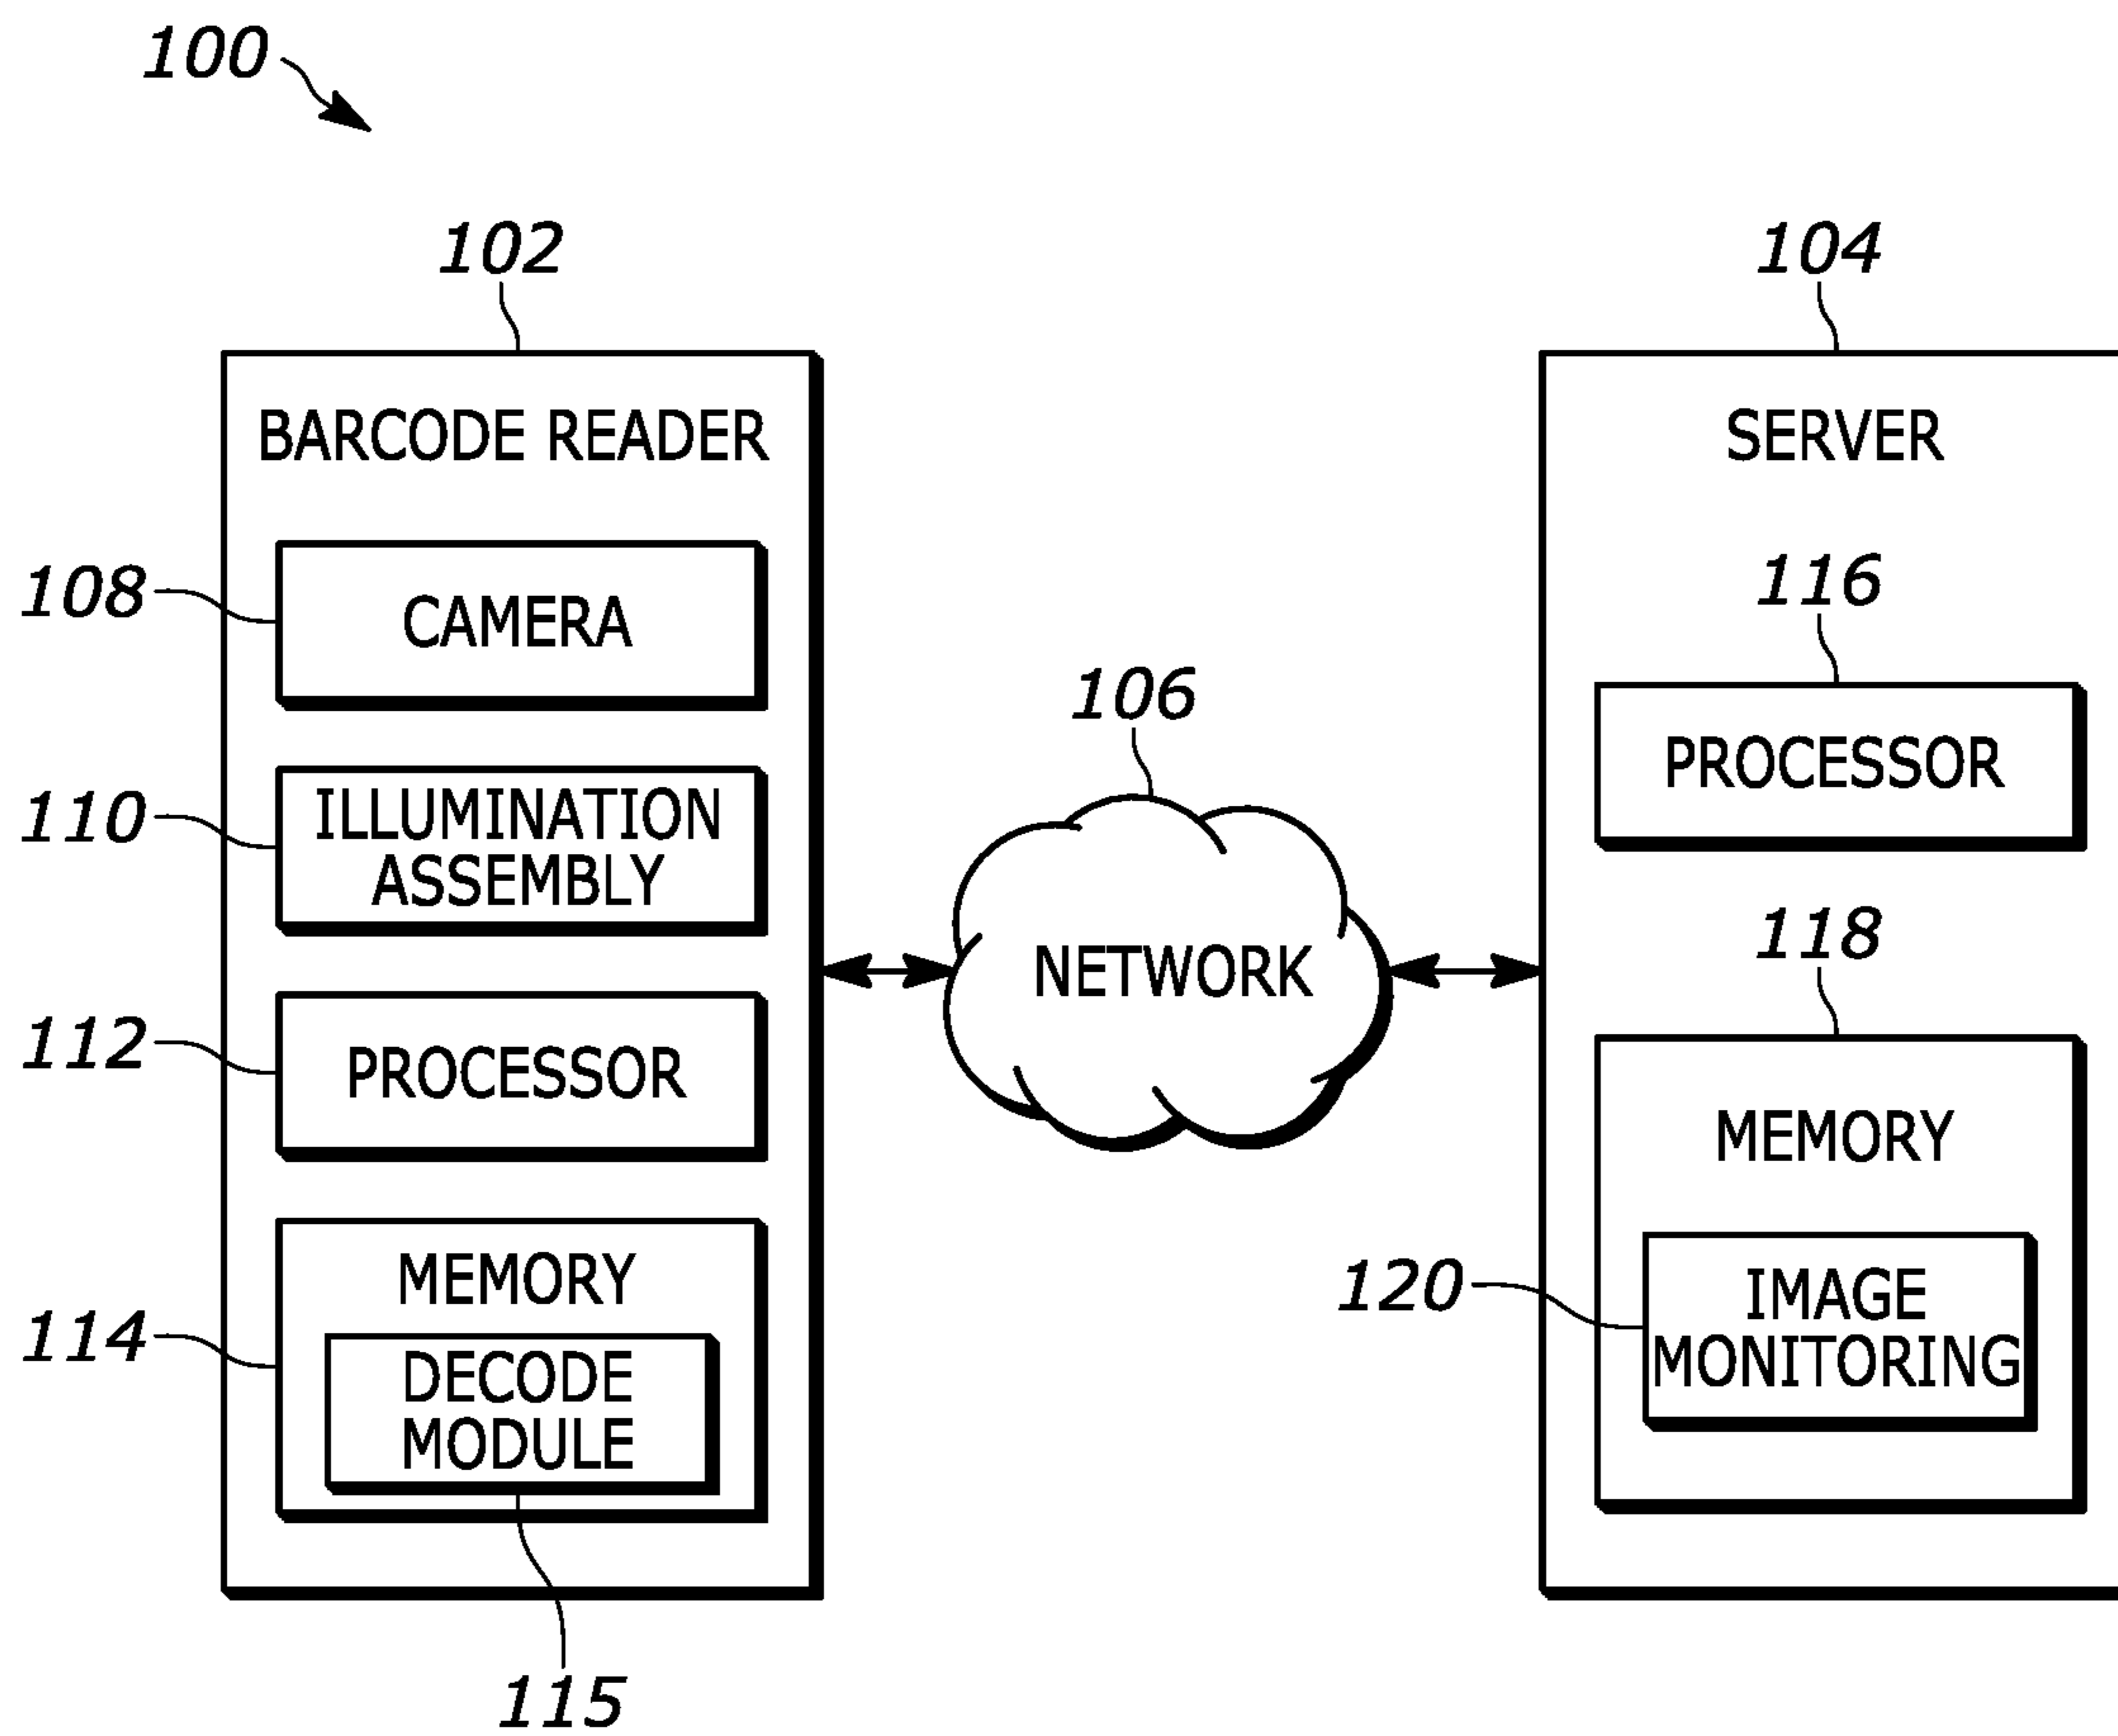 100
102
104
BARCODE READER
SERVER
108
CAMERA
116
106
PROCESSOR
110
ILLUMINATION
ASSEMBLY
118
NETWORK
112
PROCESSOR
MEMORY
114
MEMORY
120
IMAGE
MONITORING
DECODE
MODULE
115